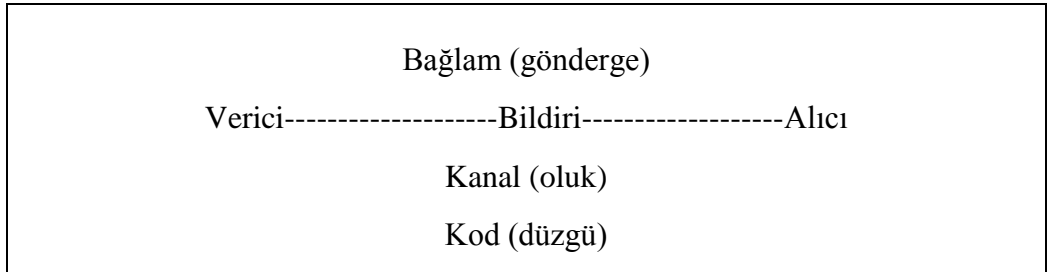 Bağlam (gönderge)
Verici--------------------Bildiri-------------------Alıcı
Kanal (oluk)
Kod (düzgü)